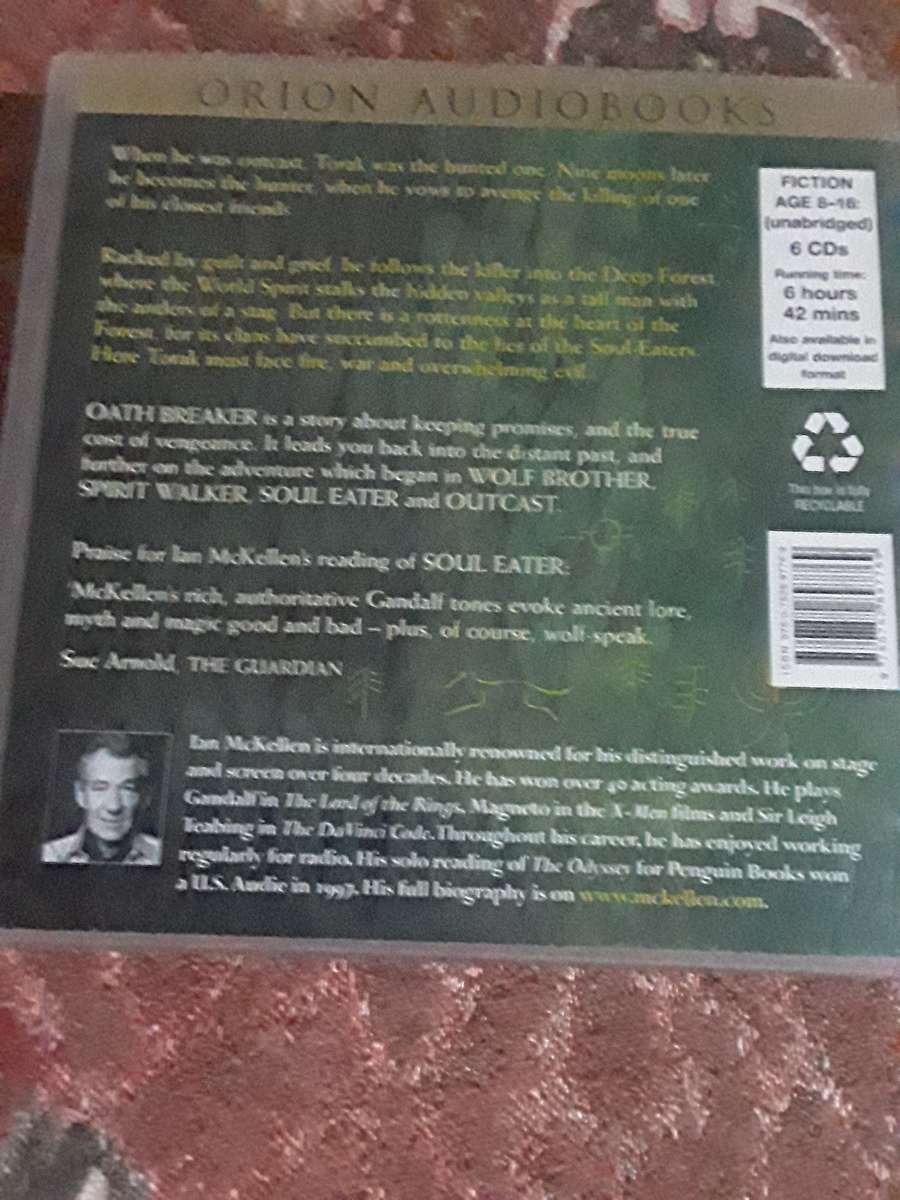 ORION AUDIOBOOKS
When he was outcast, Torak was the hunted one. Nine moons later
he becomes the hunter, when he vows to avenge the killing of one
of his closest friends.
Racked by guilt and grief, he follows the killer into the Deep Forest
where the World Spirit stalks the hidden valleys as a tall man with
the antlers of a stag. But there is a rottenness at the heart of the
Forest, for its clans have succumbed to the lies of the Soul-Eaters.
Here Torak must face fire, war and overwhelming evil.
OATH BREAKER is a story about keeping promises, and the true
cost of vengeance. It leads you back into the distant past, and
further on the adventure which began in WOLF BROTHER,
SPIRIT WALKER, SOUL EATER and OUTCAST.
Praise for Ian McKellen's reading of SOUL EATER:
'McKellen's rich, authoritative Gandalf tones evoke ancient lore,
myth and magic good and bad – plus, of course, wolf-speak.
Sue Arnold, THE GUARDIAN
Ian McKellen is internationally renowned for his distinguished work on stage
and screen over four decades. He has won over 40 acting awards. He plays
Gandalf in The Lord of the Rings, Magneto in the X-Men films and Sir Leigh
Teabing in The DaVinci Code. Throughout his career, he has enjoyed working
regularly for radio. His solo reading of The Odyssey for Penguin Books won
a U.S. Audie in 1997. His full biography is on www.mckellen.com.
FICTION
AGE 8-16:
(unabridged)
6 CDs
Running time:
6 hours
42 mins
Also available in
digital download
format
This box is fully
RECYCLABLE